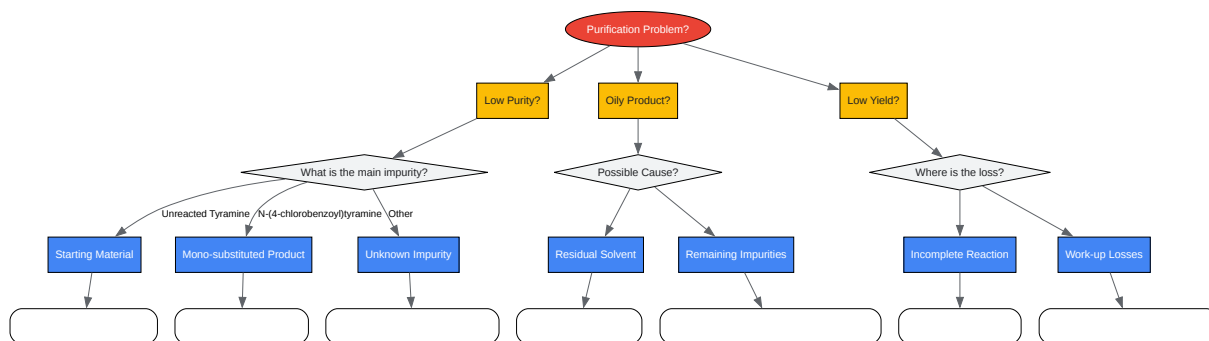 Purification Problem?
Low Purity?
Oily Product?
Low Yield?
What is the main impurity?
Possible Cause?
Where is the loss?
Unreacted Tyramine
N-(4-chlorobenzoyl)tyramine
Other
Starting Material
Mono-substituted Product
Unknown Impurity
Residual Solvent
Remaining Impurities
Incomplete Reaction
Work-up Losses